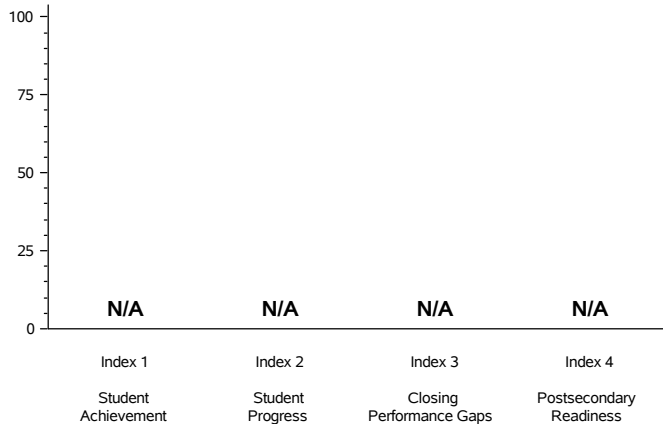 100
75
50
25
0
N/A N/A N/A N/A
Index 1 Index 2 Index 3 Index 4
Student Student Closing Postsecondary
Achievement Progress Performance Gaps Readiness